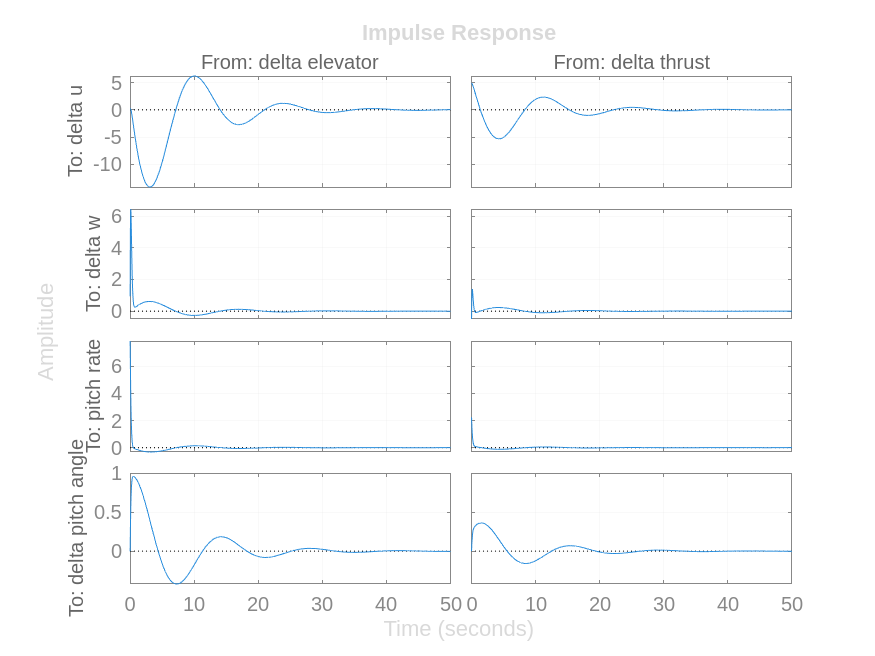 Impulse Response
From: delta elevator
From: delta thrust
To: delta u
5
0
-5
-10
To: delta w
6
4
2
0
Amplitude
To: pitch rate
6
4
2
0
To: delta pitch angle
1
0.5
0
0 10 20 30 40 50
0 10 20 30 40 50
Time (seconds)